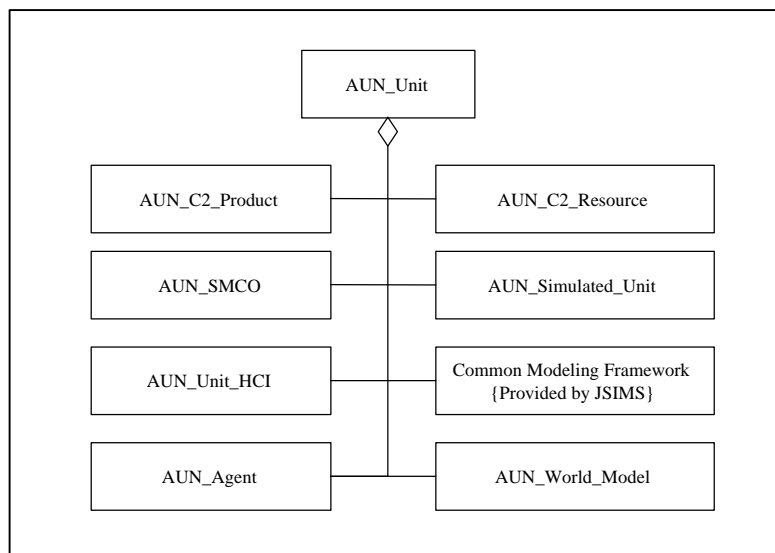 AUN_Unit
AUN_C2_Product
AUN_C2_Resource
AUN_SMCO
AUN_Simulated_Unit
AUN_Unit_HCI
Common Modeling Framework
{Provided by JSIMS}
AUN_Agent
AUN_World_Model